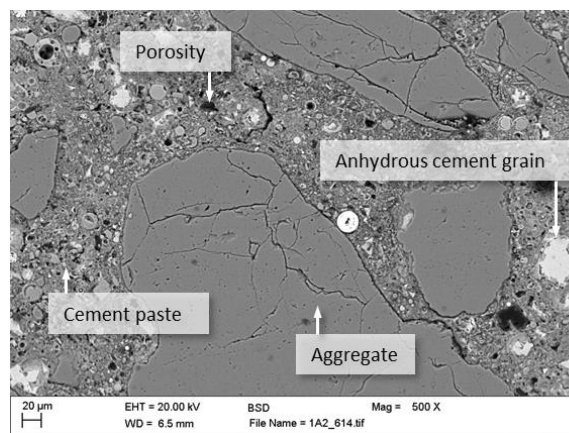 Porosity
Anhydrous cement grain
Cement paste
Aggregate
20 µm
EHT = 20.00 kV
BSD
Mag = 500 X
WD = 6.5 mm
File Name = 1A2_614.tif